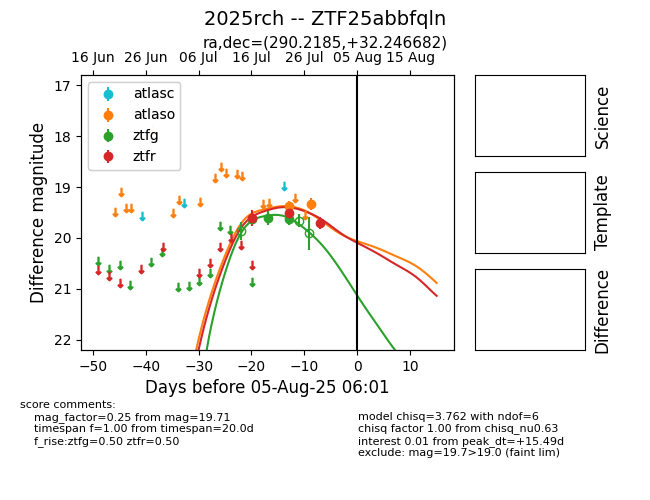 2025rch -- ZTF25abbfqln
ra,dec=(290.2185,+32.246682)
16 Jun 26 Jun 06 Jul 16 Jul 26 Jul 05 Aug 15 Aug
17
18
19
20
21
22
Difference magnitude
atlasc
atlaso
ztfg
ztfr
−50 −40 −30 −20 −10 0 10
Days before 05-Aug-25 06:01
Science
Template
Difference
score comments:
mag_factor=0.25 from mag=19.71
timespan f=1.00 from timespan=20.0d
f_rise:ztfg=0.50 ztfr=0.50
model chisq=3.762 with ndof=6
chisq factor 1.00 from chisq_nu0.63
interest 0.01 from peak_dt=+15.49d
exclude: mag=19.7>19.0 (faint lim)